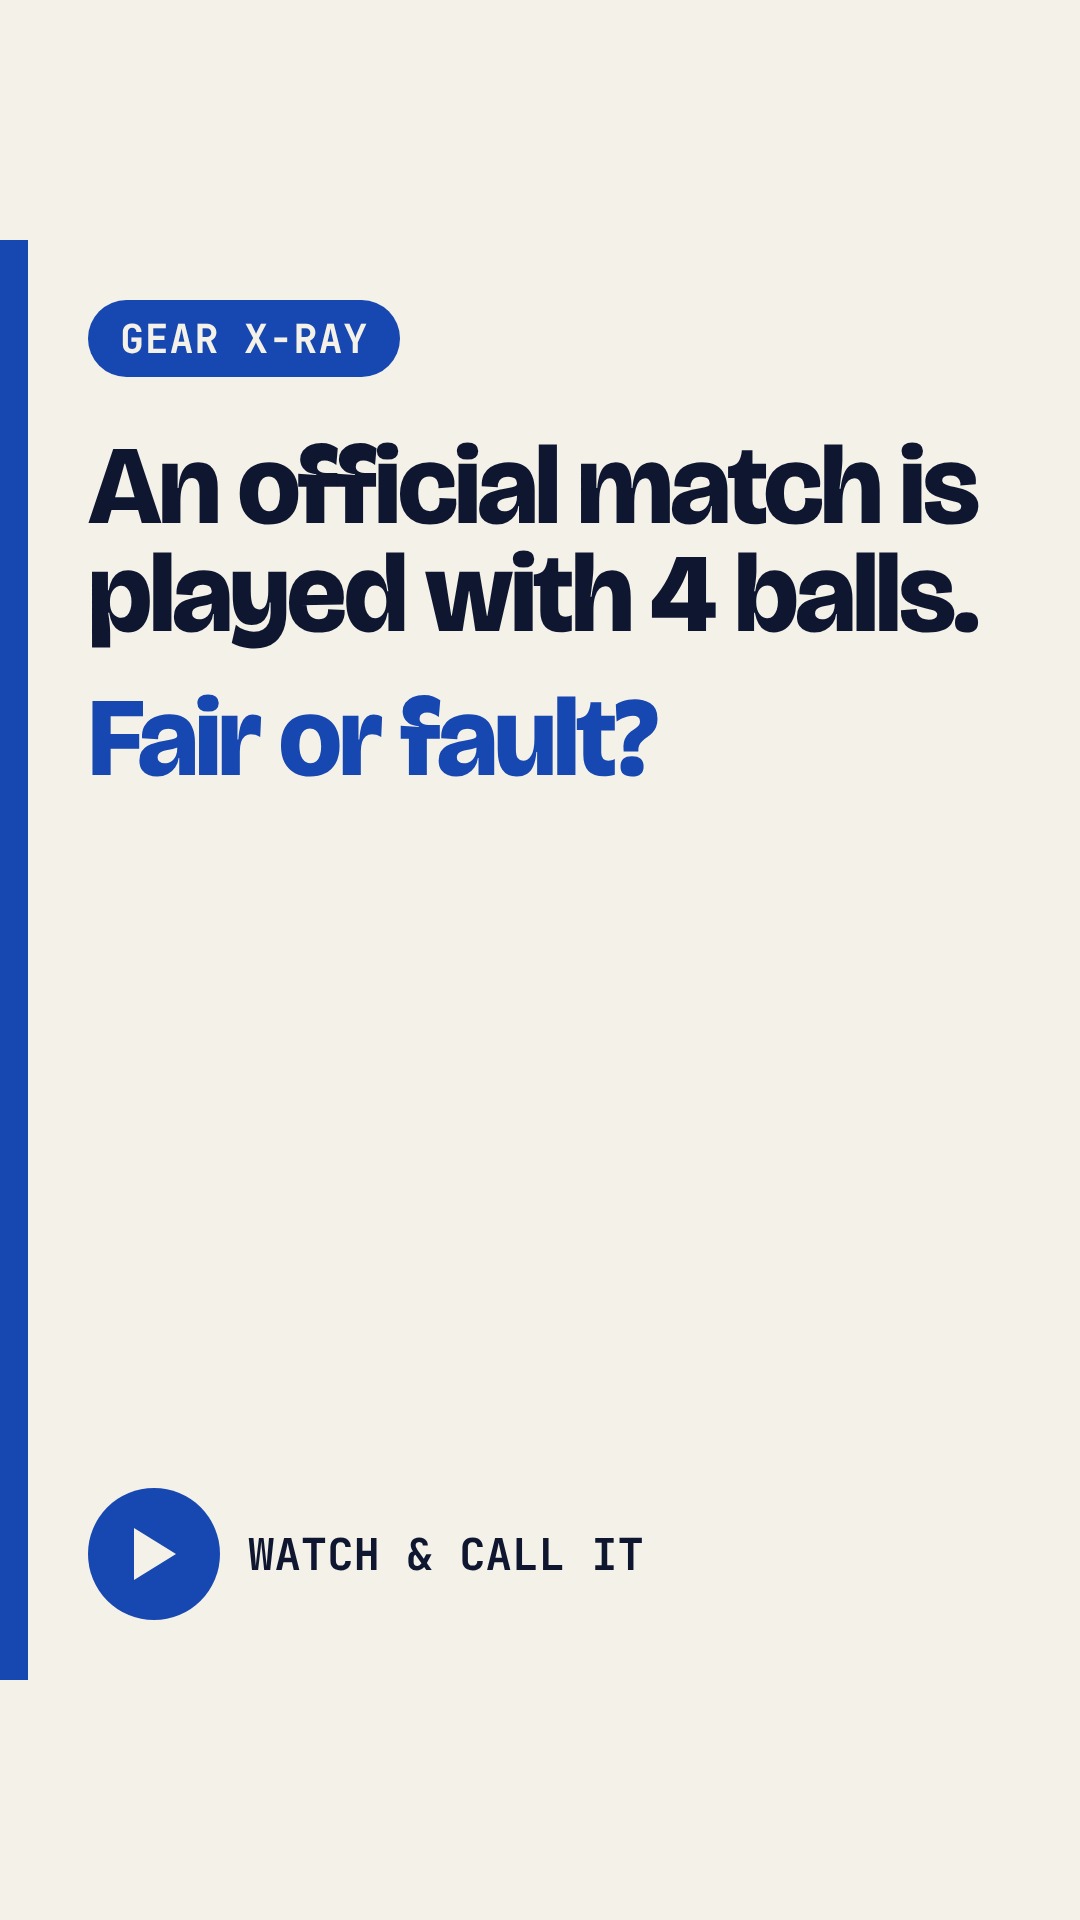 GEAR X-RAY
An official match is
played with 4 balls.
Fair or fault?
WATCH & CALL IT